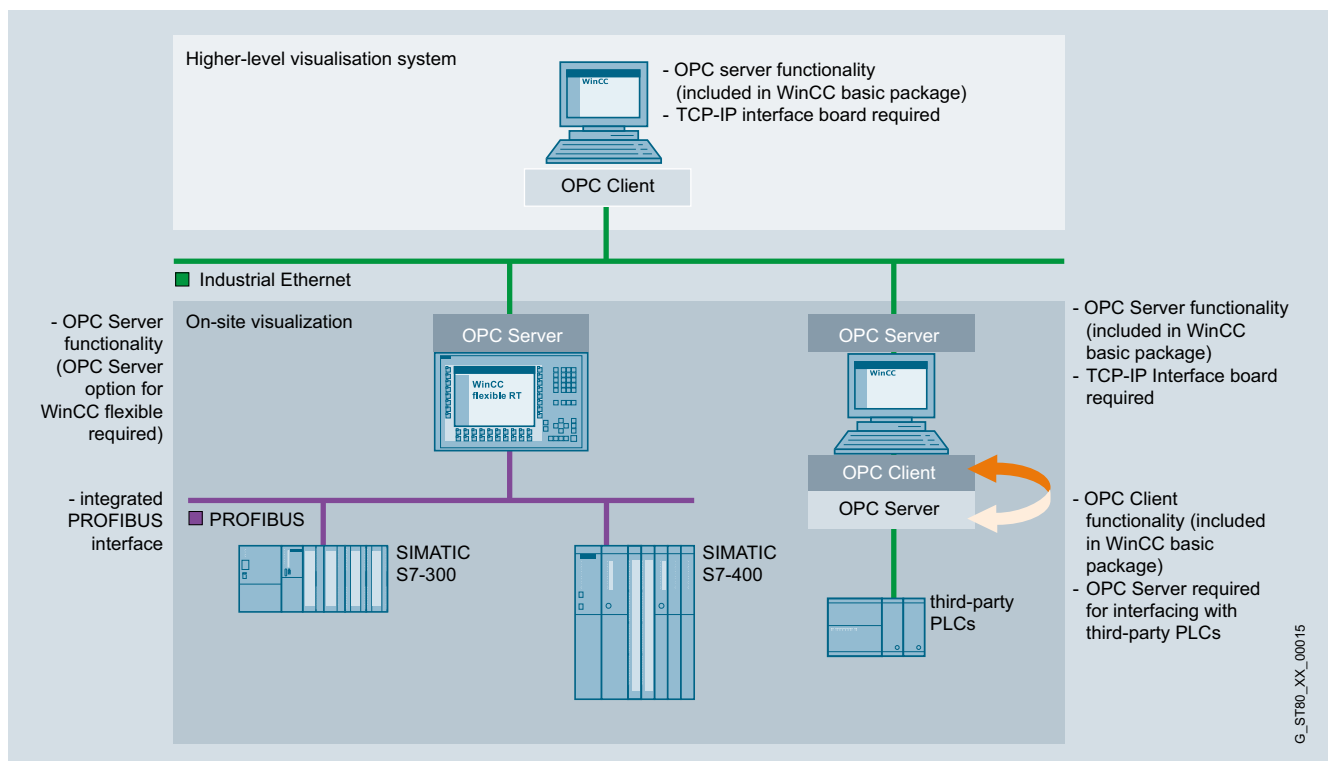 Higher-level visualisation system
WinCC
- OPC server functionality
(included in WinCC basic package)
- TCP-IP interface board required
OPC Client
Industrial Ethernet
- OPC Server
functionality
(OPC Server
option for
WinCC flexible
required)
On-site visualization
OPC Server
WinCC
flexible RT
OPC Server
WinCC
- OPC Server functionality
(included in WinCC
basic package)
- TCP-IP Interface board
required
OPC Client
OPC Server
- integrated
PROFIBUS
interface
PROFIBUS
SIMATIC
S7-300
SIMATIC
S7-400
third-party
PLCs
- OPC Client
functionality (included
in WinCC basic
package)
- OPC Server required
for interfacing with
third-party PLCs
G_ST80_XX_00015